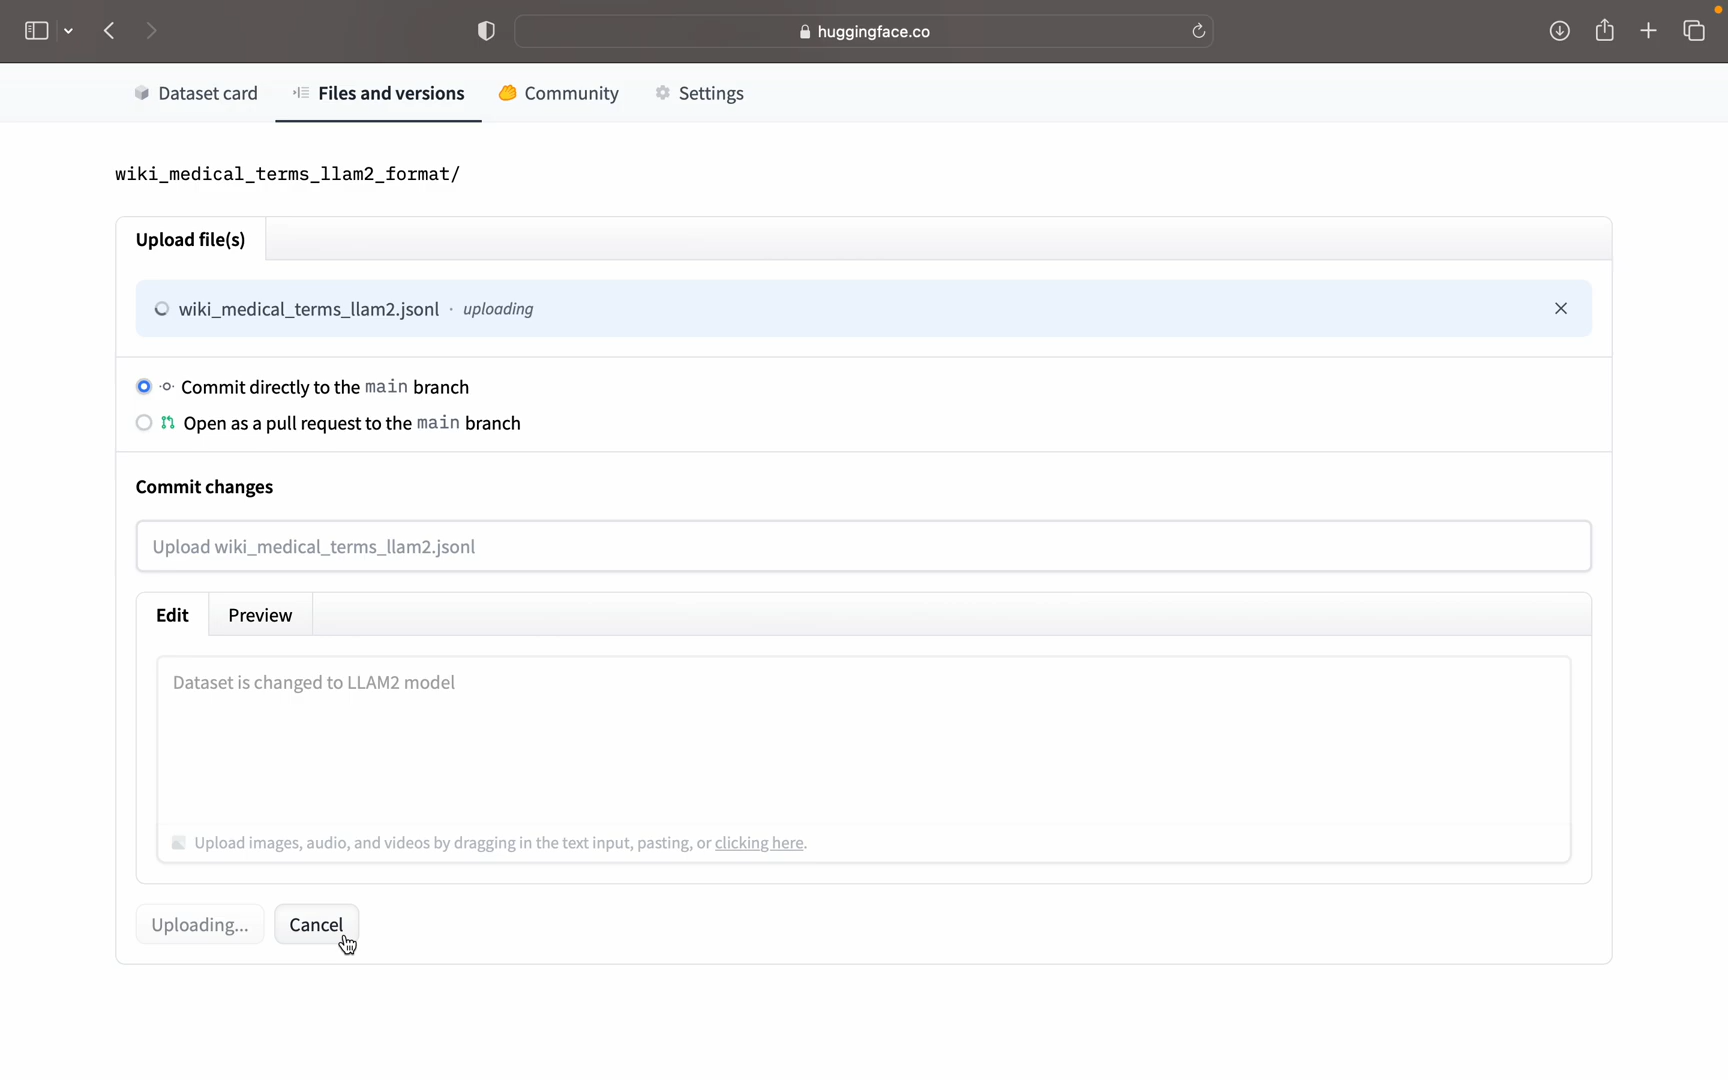 huggingface.co
Dataset card
Files and versions
Community
Settings
wiki_medical_terms_llam2_format/
Upload file(s)
wiki_medical_terms_llam2.jsonl · uploading
Commit directly to the main branch
Open as a pull request to the main branch
Commit changes
Upload wiki_medical_terms_llam2.jsonl
Edit
Preview
Dataset is changed to LLAM2 model
Upload images, audio, and videos by dragging in the text input, pasting, or clicking here.
Uploading...
Cancel